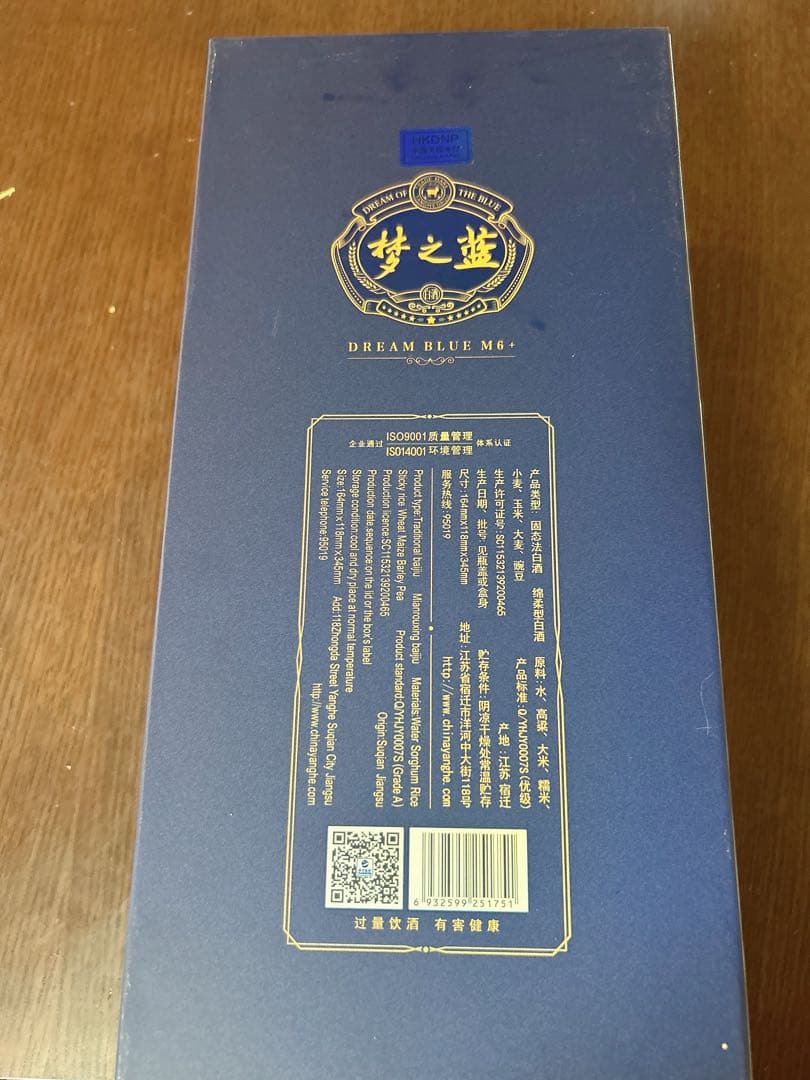 HKDNP
DREAM OF THE BLUE
梦之蓝
白酒
DREAM BLUE M6+
企业通过 ISO9001质量管理 体系认证
ISO14001环境管理
产品类型: 固态法白酒 绵柔型白酒 原料:水、高粱、大米、糯米、
小麦、玉米、大麦、豌豆 产品标准:Q/YHJY0007S(优级)
生产许可证号:SC11532139200465 产地:江苏 宿迁
生产日期、批号:见瓶盖或盒身 贮存条件:阴凉干燥处常温贮存
尺寸:164mm x118mm x345mm 地址:江苏省宿迁市洋河中大街118号
服务热线:95019 http://www.chinayanghe.com
Product type:Traditional baijiu Mianrouxing baijiu Materials:Water Sorghum Rice
Sticky rice Wheat Maize Barley Pea Product standard:Q/YHJY0007S (Grade A)
Production licence:SC11532139200465 Origin:Suqian Jiangsu
Production date,sequence:on the lid or the box's label
Storage condition:cool and dry place at normal temperature
Size:164mm x 118mm x 345mm Add:118Zhongda Street Yanghe Suqian City Jiangsu
Service telephone:95019 http://www.chinayanghe.com
6 932599 251751
过量饮酒 有害健康